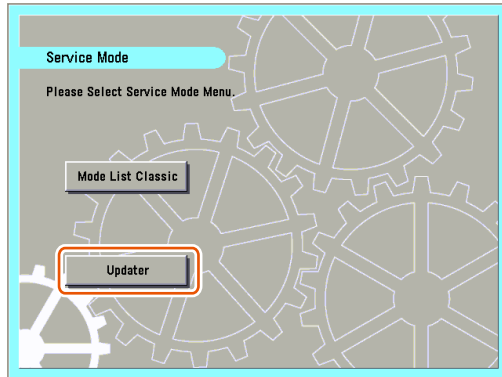 Service Mode
Please Select Service Mode Menu.
Mode List Classic
Updater